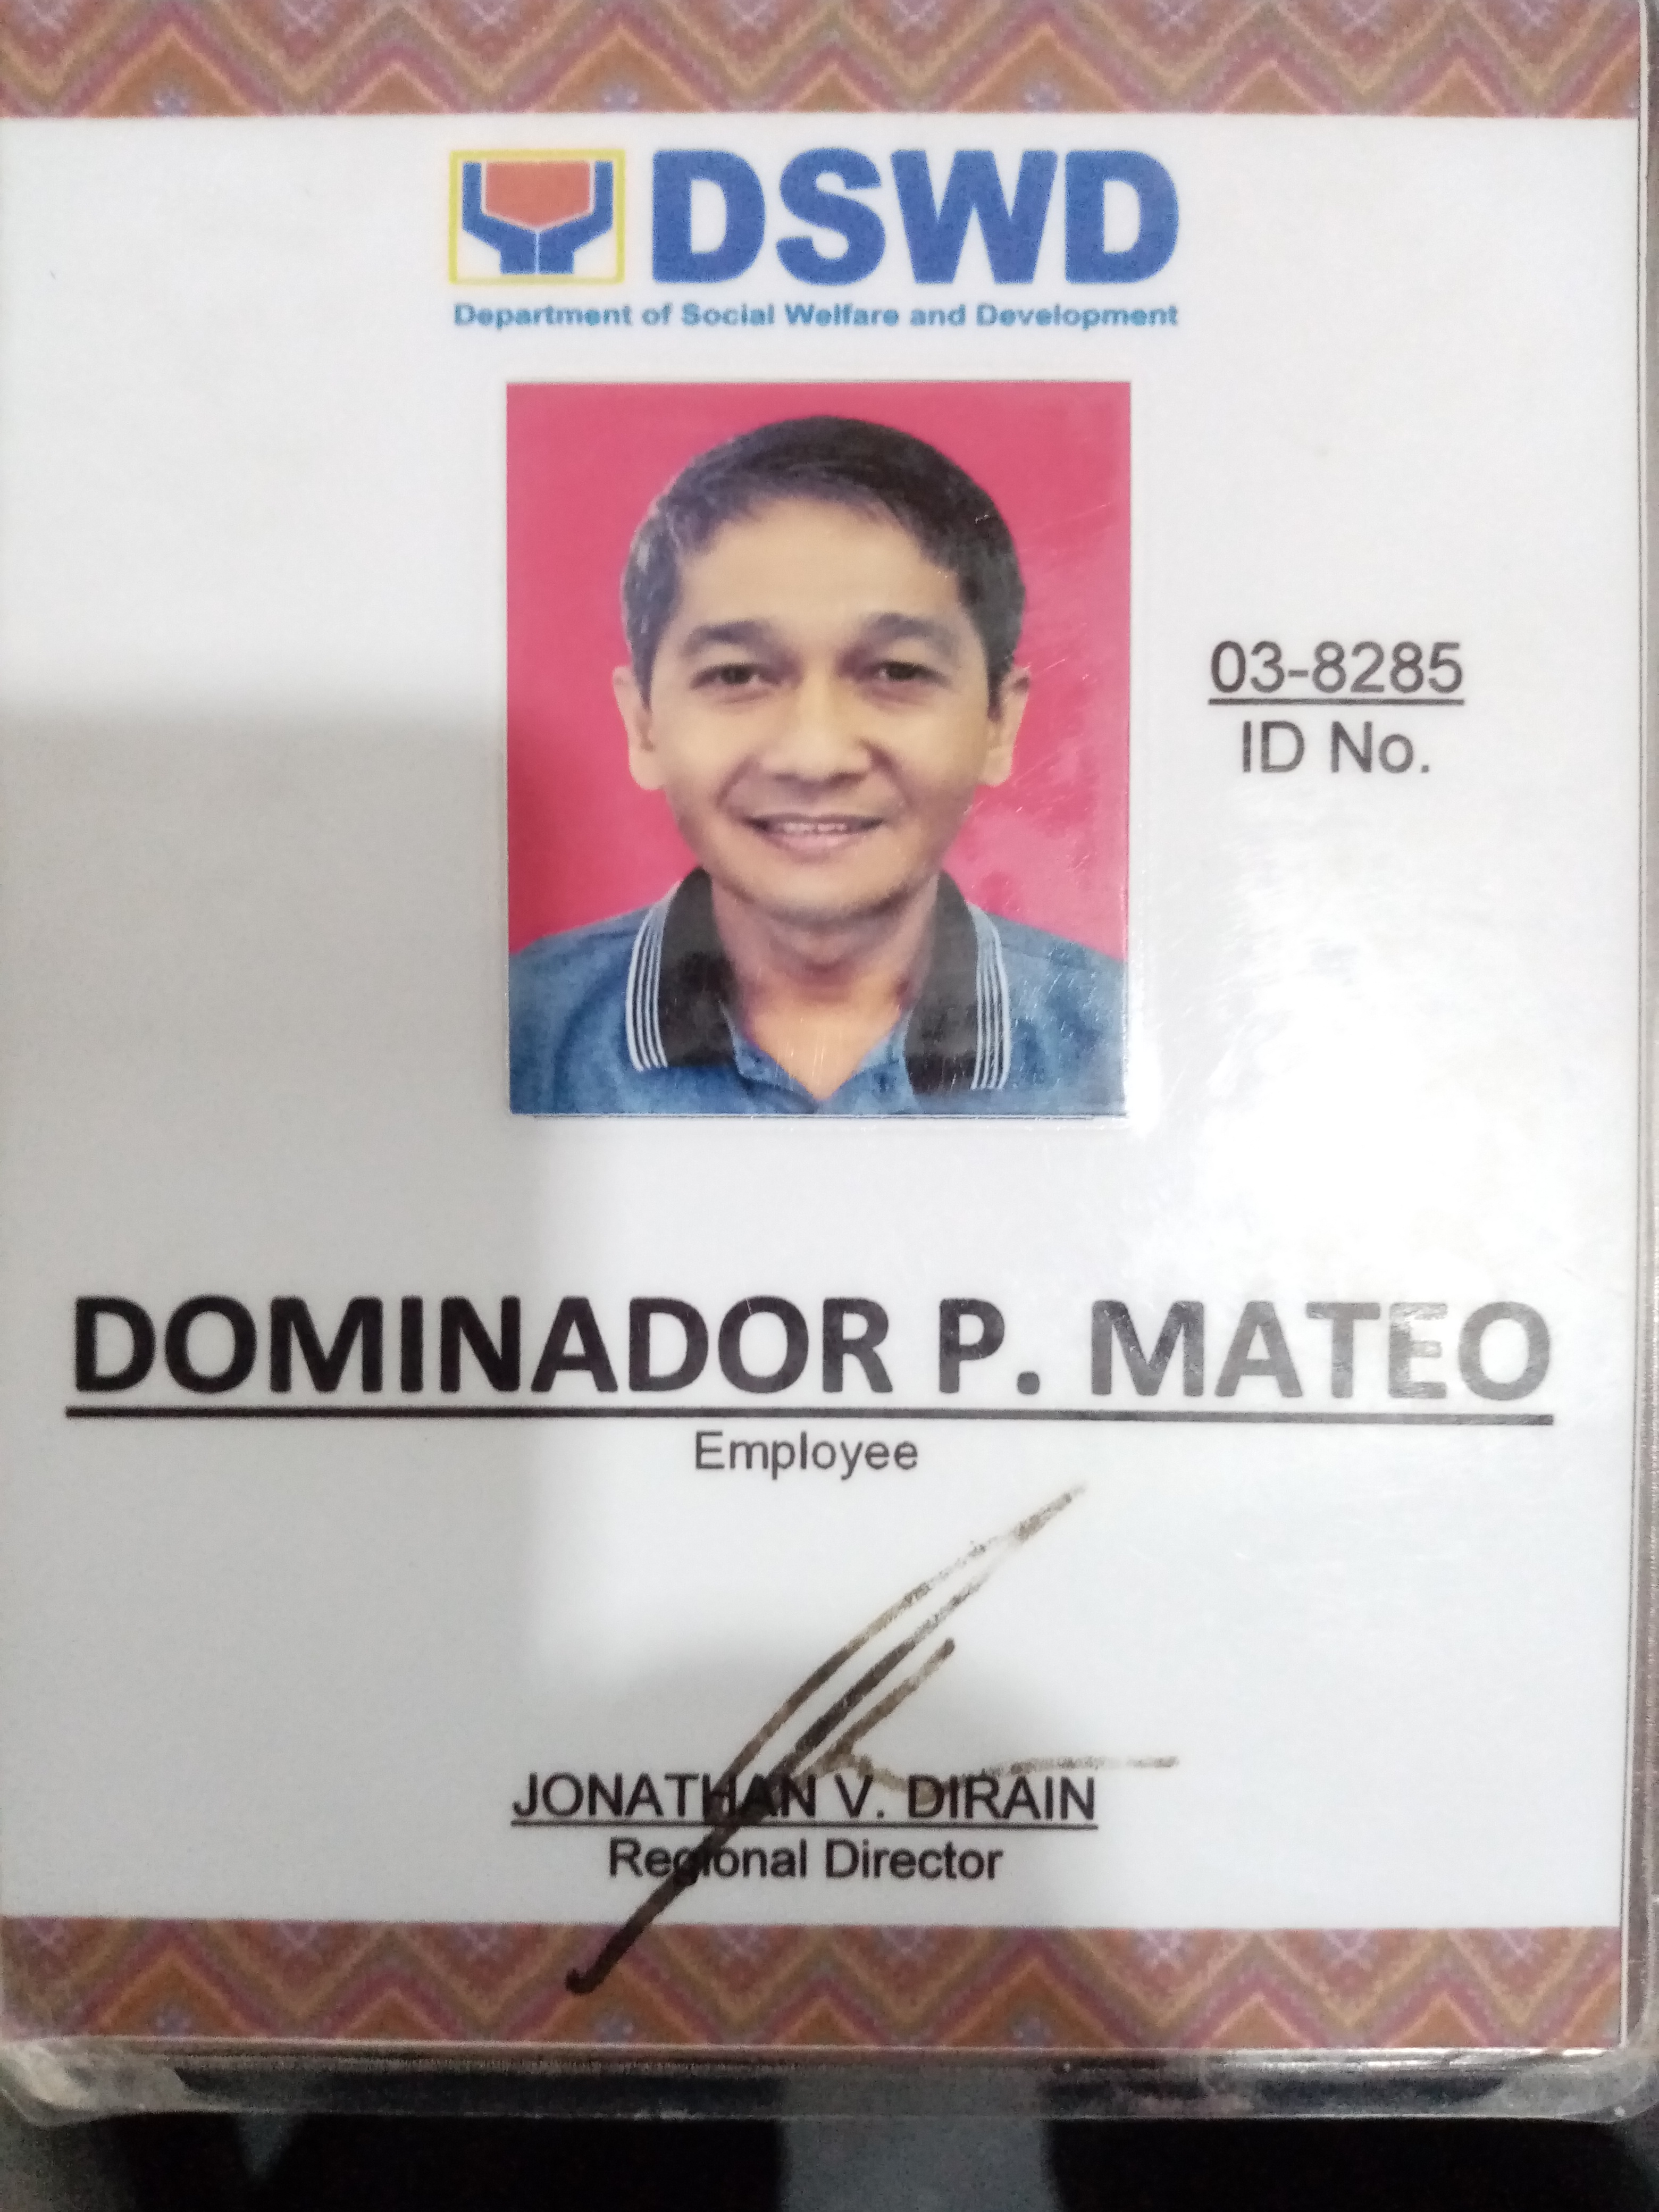 DSWD
Department of Social Welfare and Development
03-8285
ID No.
DOMINADOR P. MATEO
Employee
JONATHAN V. DIRAIN
Regional Director